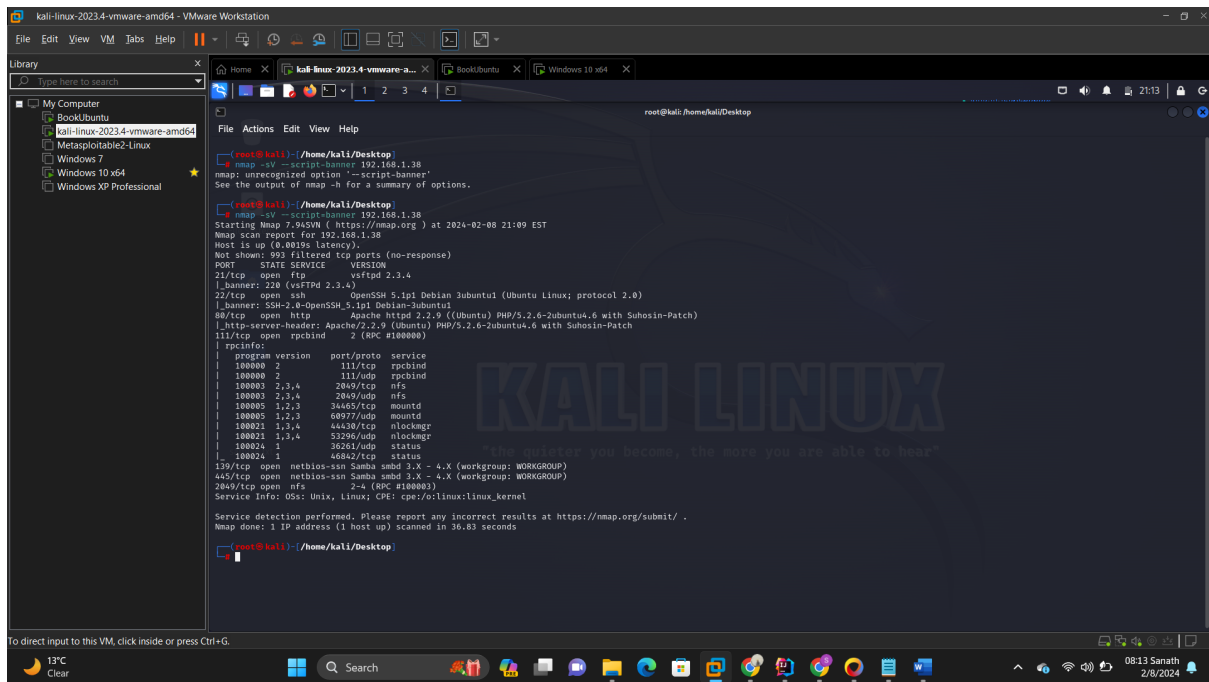 kali-linux-2023.4-vmware-amd64 - VMware Workstation
File Edit View VM Tabs Help
Library X
Type here to search
My Computer
BookUbuntu
kali-linux-2023.4-vmware-amd64
Metasploitable2-Linux
Windows 7
Windows 10 x64
Windows XP Professional
Home X kali-linux-2023.4-vmware-a... X BookUbuntu X Windows 10 x64 X
1 2 3 4 21:13
root@kali: /home/kali/Desktop
File Actions Edit View Help
(root㉿kali)-[/home/kali/Desktop]
# nmap -sV --script-banner 192.168.1.38
nmap: unrecognized option '--script-banner'
See the output of nmap -h for a summary of options.
(root㉿kali)-[/home/kali/Desktop]
# nmap -sV --script=banner 192.168.1.38
Starting Nmap 7.94SVN ( https://nmap.org ) at 2024-02-08 21:09 EST
Nmap scan report for 192.168.1.38
Host is up (0.0019s latency).
Not shown: 993 filtered tcp ports (no-response)
PORT STATE SERVICE VERSION
21/tcp open ftp vsftpd 2.3.4
|_banner: 220 (vsFTPd 2.3.4)
22/tcp open ssh OpenSSH 5.1p1 Debian 3ubuntu1 (Ubuntu Linux; protocol 2.0)
|_banner: SSH-2.0-OpenSSH_5.1p1 Debian-3ubuntu1
80/tcp open http Apache httpd 2.2.9 ((Ubuntu) PHP/5.2.6-2ubuntu4.6 with Suhosin-Patch)
|_http-server-header: Apache/2.2.9 (Ubuntu) PHP/5.2.6-2ubuntu4.6 with Suhosin-Patch
111/tcp open rpcbind 2 (RPC #100000)
| rpcinfo:
| program version port/proto service
| 100000 2 111/tcp rpcbind
| 100000 2 111/udp rpcbind
| 100003 2,3,4 2049/tcp nfs
| 100003 2,3,4 2049/udp nfs
| 100005 1,2,3 34465/tcp mountd
| 100005 1,2,3 60977/udp mountd
| 100021 1,3,4 44430/tcp nlockmgr
| 100021 1,3,4 53296/udp nlockmgr
| 100024 1 36261/udp status
|_ 100024 1 46842/tcp status
139/tcp open netbios-ssn Samba smbd 3.X - 4.X (workgroup: WORKGROUP)
445/tcp open netbios-ssn Samba smbd 3.X - 4.X (workgroup: WORKGROUP)
2049/tcp open nfs 2-4 (RPC #100003)
Service Info: OSs: Unix, Linux; CPE: cpe:/o:linux:linux_kernel
Service detection performed. Please report any incorrect results at https://nmap.org/submit/ .
Nmap done: 1 IP address (1 host up) scanned in 36.83 seconds
(root㉿kali)-[/home/kali/Desktop]
#
KALI LINUX
"the quieter you become, the more you are able to hear"
To direct input to this VM, click inside or press Ctrl+G.
13°C
Clear
Search
08:13 Sanath
2/8/2024